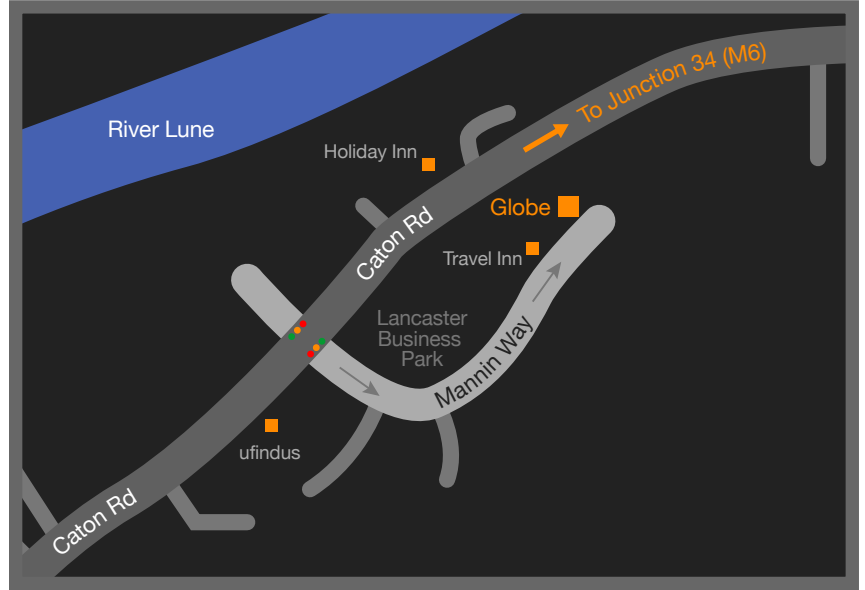 To Junction 34 (M6)
River Lune
Holiday Inn
Globe
Caton Rd
Travel Inn
Lancaster
Business
Park
Mannin Way
ufindus
Caton Rd